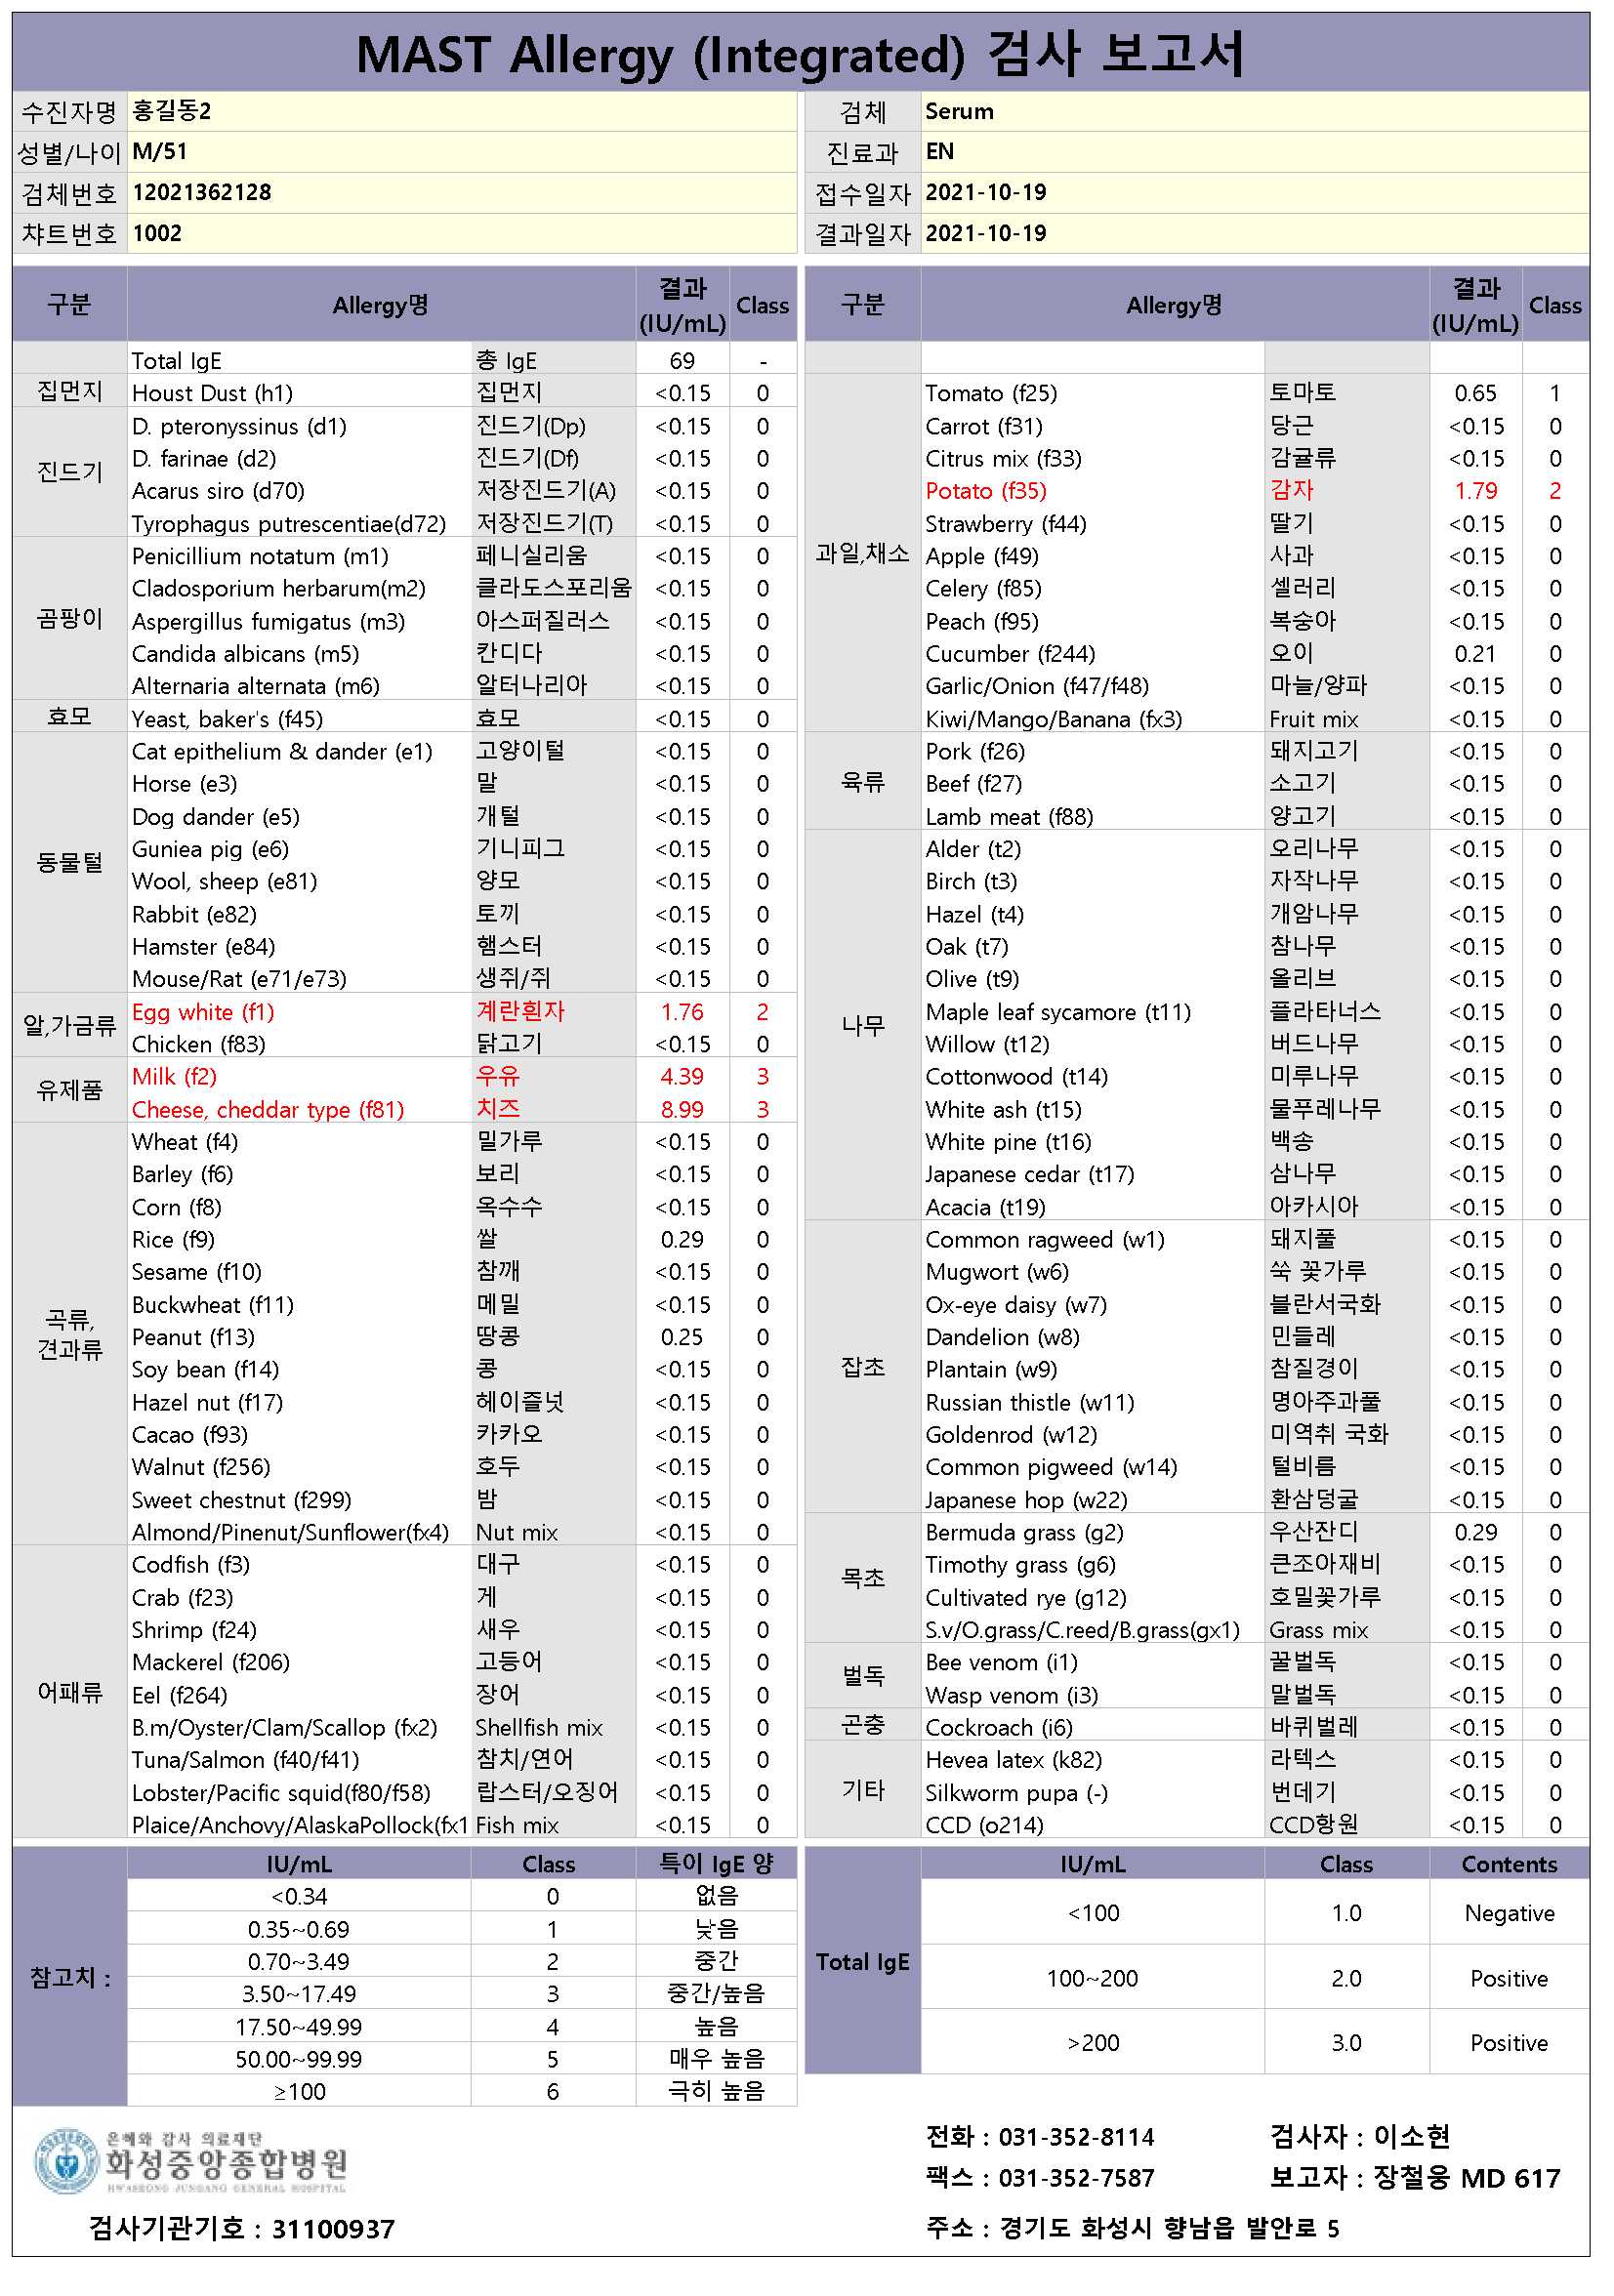 MAST Allergy (Integrated) 검사 보고서
수진자명 홍길동2 검체 Serum
성별/나이 M/51 진료과 EN
검체번호 12021362128 접수일자 2021-10-19
챠트번호 1002 결과일자 2021-10-19
구분 Allergy명 결과 (IU/mL) Class
Total IgE 총 IgE 69 -
집먼지 Houst Dust (h1) 집먼지 <0.15 0
진드기
D. pteronyssinus (d1) 진드기(Dp) <0.15 0
D. farinae (d2) 진드기(Df) <0.15 0
Acarus siro (d70) 저장진드기(A) <0.15 0
Tyrophagus putrescentiae(d72) 저장진드기(T) <0.15 0
곰팡이
Penicillium notatum (m1) 페니실리움 <0.15 0
Cladosporium herbarum(m2) 클라도스포리움 <0.15 0
Aspergillus fumigatus (m3) 아스퍼질러스 <0.15 0
Candida albicans (m5) 칸디다 <0.15 0
Alternaria alternata (m6) 알터나리아 <0.15 0
효모 Yeast, baker's (f45) 효모 <0.15 0
동물털
Cat epithelium & dander (e1) 고양이털 <0.15 0
Horse (e3) 말 <0.15 0
Dog dander (e5) 개털 <0.15 0
Guniea pig (e6) 기니피그 <0.15 0
Wool, sheep (e81) 양모 <0.15 0
Rabbit (e82) 토끼 <0.15 0
Hamster (e84) 햄스터 <0.15 0
Mouse/Rat (e71/e73) 생쥐/쥐 <0.15 0
알,가금류
Egg white (f1) 계란흰자 1.76 2
Chicken (f83) 닭고기 <0.15 0
유제품
Milk (f2) 우유 4.39 3
Cheese, cheddar type (f81) 치즈 8.99 3
곡류, 견과류
Wheat (f4) 밀가루 <0.15 0
Barley (f6) 보리 <0.15 0
Corn (f8) 옥수수 <0.15 0
Rice (f9) 쌀 0.29 0
Sesame (f10) 참깨 <0.15 0
Buckwheat (f11) 메밀 <0.15 0
Peanut (f13) 땅콩 0.25 0
Soy bean (f14) 콩 <0.15 0
Hazel nut (f17) 헤이즐넛 <0.15 0
Cacao (f93) 카카오 <0.15 0
Walnut (f256) 호두 <0.15 0
Sweet chestnut (f299) 밤 <0.15 0
Almond/Pinenut/Sunflower(fx4) Nut mix <0.15 0
어패류
Codfish (f3) 대구 <0.15 0
Crab (f23) 게 <0.15 0
Shrimp (f24) 새우 <0.15 0
Mackerel (f206) 고등어 <0.15 0
Eel (f264) 장어 <0.15 0
B.m/Oyster/Clam/Scallop (fx2) Shellfish mix <0.15 0
Tuna/Salmon (f40/f41) 참치/연어 <0.15 0
Lobster/Pacific squid(f80/f58) 랍스터/오징어 <0.15 0
Plaice/Anchovy/AlaskaPollock(fx1 Fish mix <0.15 0
구분 Allergy명 결과 (IU/mL) Class
과일,채소
Tomato (f25) 토마토 0.65 1
Carrot (f31) 당근 <0.15 0
Citrus mix (f33) 감귤류 <0.15 0
Potato (f35) 감자 1.79 2
Strawberry (f44) 딸기 <0.15 0
Apple (f49) 사과 <0.15 0
Celery (f85) 셀러리 <0.15 0
Peach (f95) 복숭아 <0.15 0
Cucumber (f244) 오이 0.21 0
Garlic/Onion (f47/f48) 마늘/양파 <0.15 0
Kiwi/Mango/Banana (fx3) Fruit mix <0.15 0
육류
Pork (f26) 돼지고기 <0.15 0
Beef (f27) 소고기 <0.15 0
Lamb meat (f88) 양고기 <0.15 0
나무
Alder (t2) 오리나무 <0.15 0
Birch (t3) 자작나무 <0.15 0
Hazel (t4) 개암나무 <0.15 0
Oak (t7) 참나무 <0.15 0
Olive (t9) 올리브 <0.15 0
Maple leaf sycamore (t11) 플라타너스 <0.15 0
Willow (t12) 버드나무 <0.15 0
Cottonwood (t14) 미루나무 <0.15 0
White ash (t15) 물푸레나무 <0.15 0
White pine (t16) 백송 <0.15 0
Japanese cedar (t17) 삼나무 <0.15 0
Acacia (t19) 아카시아 <0.15 0
잡초
Common ragweed (w1) 돼지풀 <0.15 0
Mugwort (w6) 쑥 꽃가루 <0.15 0
Ox-eye daisy (w7) 블란서국화 <0.15 0
Dandelion (w8) 민들레 <0.15 0
Plantain (w9) 참질경이 <0.15 0
Russian thistle (w11) 명아주과풀 <0.15 0
Goldenrod (w12) 미역취 국화 <0.15 0
Common pigweed (w14) 털비름 <0.15 0
Japanese hop (w22) 환삼덩굴 <0.15 0
목초
Bermuda grass (g2) 우산잔디 0.29 0
Timothy grass (g6) 큰조아재비 <0.15 0
Cultivated rye (g12) 호밀꽃가루 <0.15 0
S.v/O.grass/C.reed/B.grass(gx1) Grass mix <0.15 0
벌독
Bee venom (i1) 꿀벌독 <0.15 0
Wasp venom (i3) 말벌독 <0.15 0
곤충 Cockroach (i6) 바퀴벌레 <0.15 0
기타
Hevea latex (k82) 라텍스 <0.15 0
Silkworm pupa (-) 번데기 <0.15 0
CCD (o214) CCD항원 <0.15 0
참고치 :
IU/mL Class 특이 IgE 양
<0.34 0 없음
0.35~0.69 1 낮음
0.70~3.49 2 중간
3.50~17.49 3 중간/높음
17.50~49.99 4 높음
50.00~99.99 5 매우 높음
≥100 6 극히 높음
Total IgE
IU/mL Class Contents
<100 1.0 Negative
100~200 2.0 Positive
>200 3.0 Positive
은혜와 감사 의료재단
화성중앙종합병원
HWASEONG JUNGANG GENERAL HOSPITAL
전화 : 031-352-8114 검사자 : 이소현
팩스 : 031-352-7587 보고자 : 장철웅 MD 617
검사기관기호 : 31100937 주소 : 경기도 화성시 향남읍 발안로 5